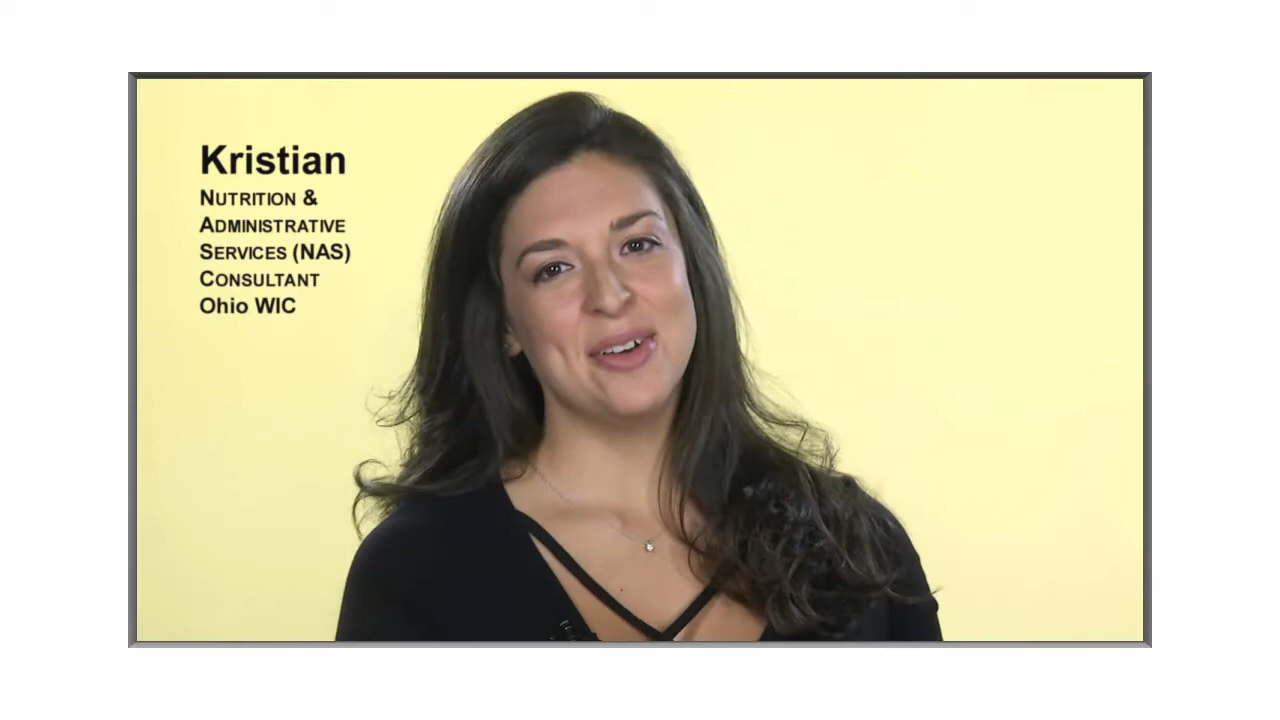 Kristian
NUTRITION &
ADMINISTRATIVE
SERVICES (NAS)
CONSULTANT
Ohio WIC